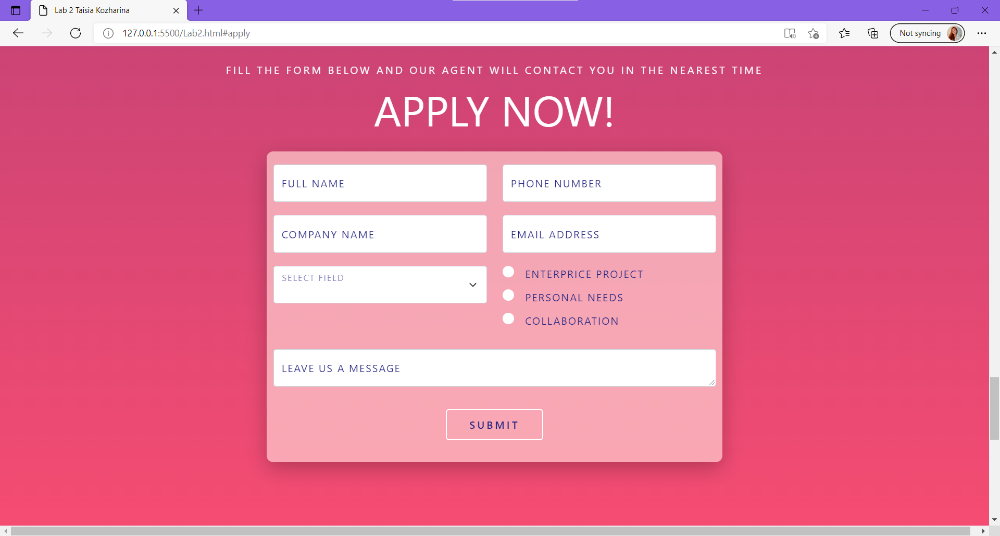 Lab 2 Taisia Kozharina
127.0.0.1:5500/Lab2.html#apply
Not syncing
FILL THE FORM BELOW AND OUR AGENT WILL CONTACT YOU IN THE NEAREST TIME
APPLY NOW!
FULL NAME
PHONE NUMBER
COMPANY NAME
EMAIL ADDRESS
SELECT FIELD
ENTERPRICE PROJECT
PERSONAL NEEDS
COLLABORATION
LEAVE US A MESSAGE
SUBMIT